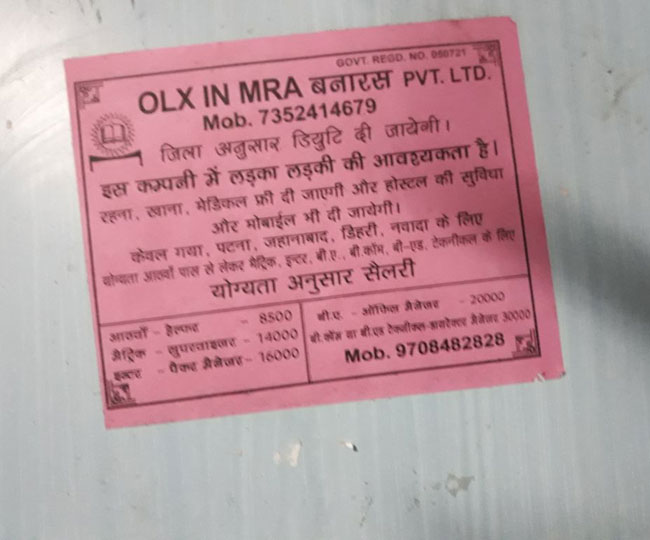 GOVT. REGD. NO. 050721
OLX IN MRA बनारस PVT. LTD.
Mob. 7352414679
जिला अनुसार डियुटि दी जायेगी।
इस कम्पनी में लड़का लड़की की आवश्यकता है।
रहना, खाना, मेडिकल फ्री दी जाएगी और होस्टल की सुविधा
और मोबाईल भी दी जायेगी।
केवल गया, पटना, जहानाबाद, डिहरी, नवादा के लिए
योग्यता आठवाँ पास से लेकर मैट्रिक, इन्टर, बी.ए., बी.कॉम, बी-एड, टेकनीकल के लिए
योग्यता अनुसार सैलरी
आठवाँ - हेल्फर - 8500
मैट्रिक - सुपरवाइजर - 14000
इन्टर - पैकर मैनेजर - 16000
बी.ए. - ऑफिस मैनेजर - 20000
बी.कॉम या बी.एड टेक्नीकल-डायरेक्टर मैनेजर 30000
Mob. 9708482828